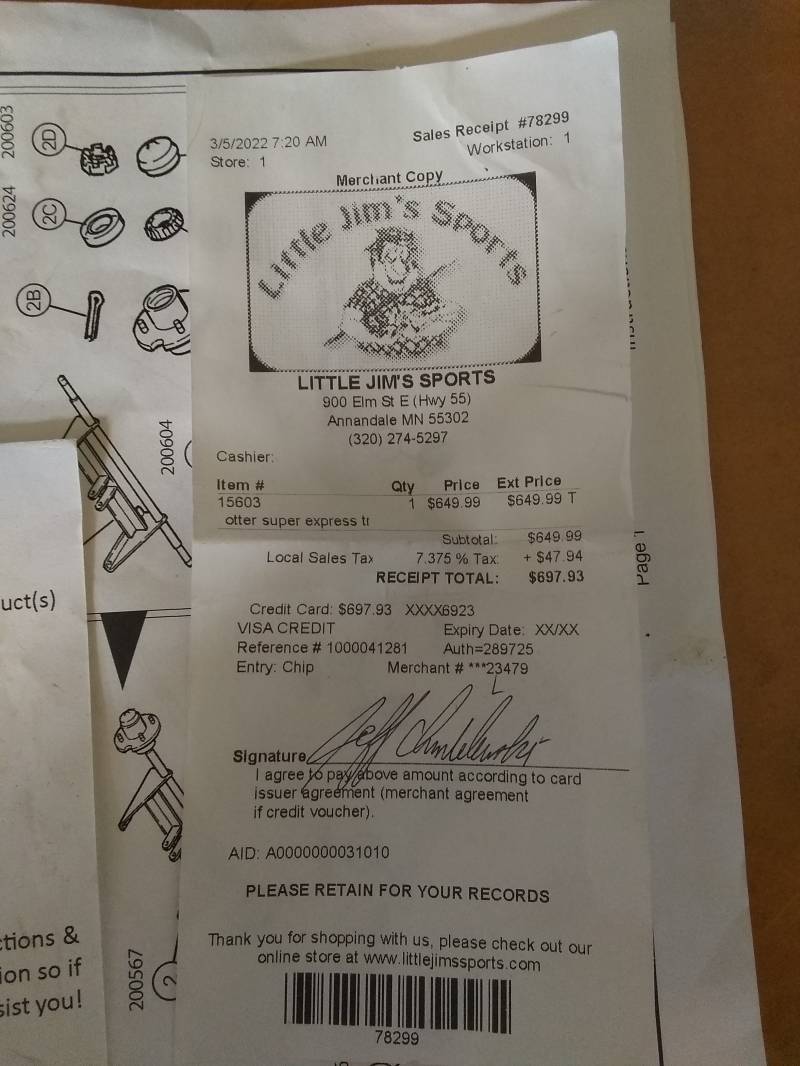 3/5/2022 7:20 AM
Sales Receipt #78299
Store: 1
Workstation: 1
Merchant Copy
Little Jim's Sports
LITTLE JIM'S SPORTS
900 Elm St E (Hwy 55)
Annandale MN 55302
(320) 274-5297
Cashier:
Item # Qty Price Ext Price
15603 1 $649.99 $649.99 T
otter super express tr
Subtotal: $649.99
Local Sales Tax 7.375 % Tax: + $47.94
RECEIPT TOTAL: $697.93
Credit Card: $697.93 XXXX6923
VISA CREDIT Expiry Date: XX/XX
Reference # 1000041281 Auth=289725
Entry: Chip Merchant # ***23479
Signature
I agree to pay above amount according to card
issuer agreement (merchant agreement
if credit voucher).
AID: A0000000031010
PLEASE RETAIN FOR YOUR RECORDS
Thank you for shopping with us, please check out our
online store at www.littlejimssports.com
78299
200603
2D
200624
2C
2B
200604
uct(s)
ctions &
ion so if
sist you!
200567
2
Page 1